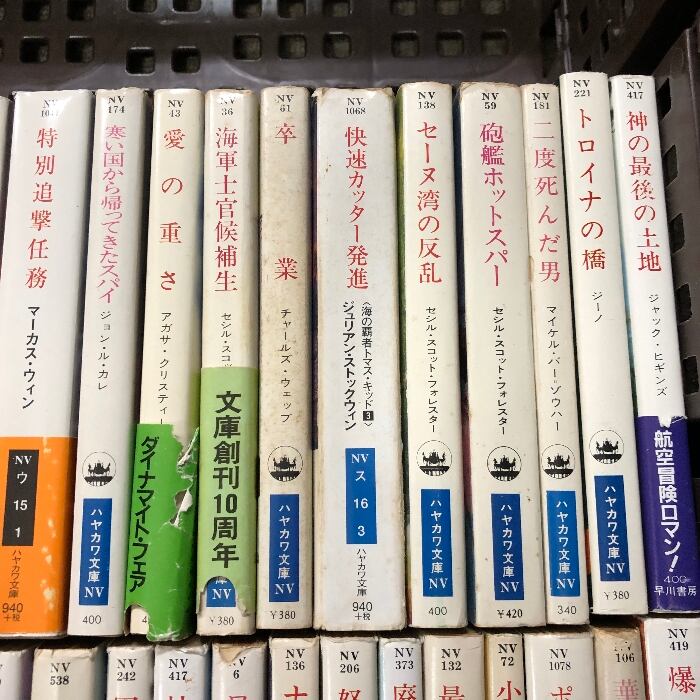 NV
特別追撃任務
マーカス・ウィン
NV
ウ
15
1
ハヤカワ文庫
940
+税
NV
174
寒い国から帰ってきたスパイ
ジョン・ル・カレ
ハヤカワ文庫
NV
400
NV
43
愛の重さ
アガサ・クリスティー
ダイナマイト・フェア
NV
36
海軍士官候補生
セシル・スコッ
文庫創刊10周年
NV
¥380
NV
61
卒業
チャールズ・ウェッブ
ハヤカワ文庫
NV
¥380
NV
1068
快速カッター発進
〈海の覇者トマス・キッド3〉
ジュリアン・ストックウィン
NV
ス
16
3
ハヤカワ文庫
940
+税
NV
138
セーヌ湾の反乱
セシル・スコット・フォレスター
ハヤカワ文庫
NV
400
NV
59
砲艦ホットスパー
セシル・スコット・フォレスター
ハヤカワ文庫
NV
¥420
NV
181
二度死んだ男
マイケル・バー=ゾウハー
ハヤカワ文庫
NV
340
NV
221
トロイナの橋
ジーノ
ハヤカワ文庫
NV
¥380
NV
417
神の最後の土地
ジャック・ヒギンズ
航空冒険ロマン!
400
早川書房
NV
538
NV
242
NV
417
NV
6
NV
136
NV
206
NV
373
廃
NV
132
最
NV
72
小
NV
1078
ボ
106
華
NV
419
爆